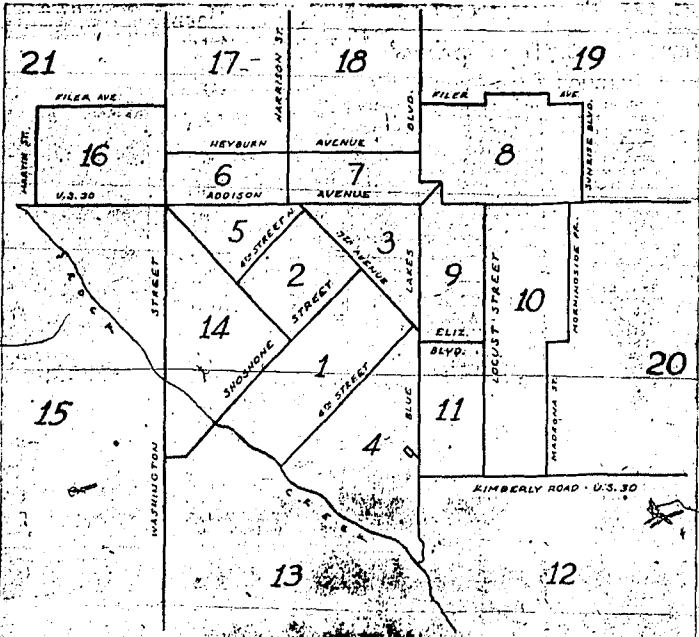 21
17
HARRISON ST.
18
BLVD.
19
FILER AVE
FILER AVE.
MARTIN ST.
16
HEYBURN AVENUE
8
SUNRISE BLVD.
6
7
U.S. 30
ADDISON AVENUE
5
6TH STREET N.
7TH AVENUE
3
LAKES
9
LOCUST STREET
10
MORNINGSIDE DR.
ROCK
STREET
2
14
SHOSHONE STREET
ELIZ.
BLVD.
1
4TH STREET
20
15
BLUE
11
MADRONA ST.
4
WASHINGTON
CREEK
KIMBERLY ROAD - U.S. 30
13
12